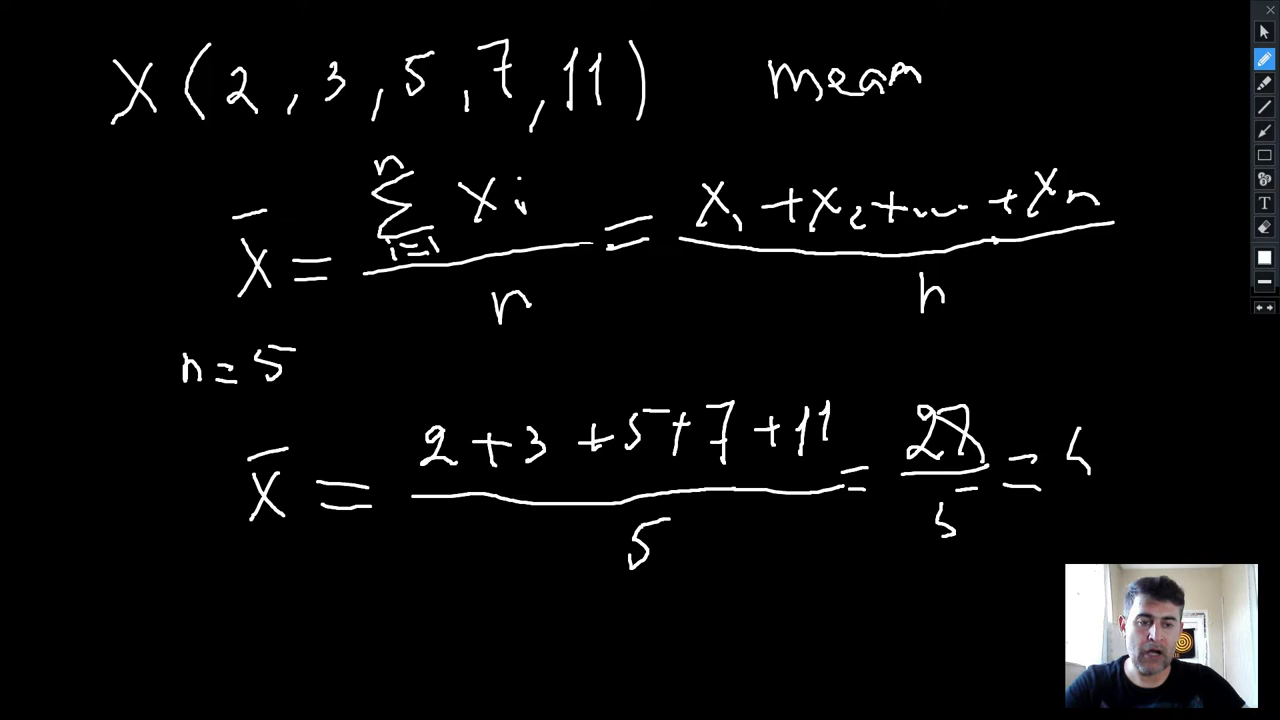 X (2, 3, 5, 7, 11) mean
X̄ = ∑ᵢ₌₁ⁿ Xi / n = X₁ + X₂ + ... + Xn / n
n = 5
X̄ = 2 + 3 + 5 + 7 + 11 / 5 = 28 / 5 =
T